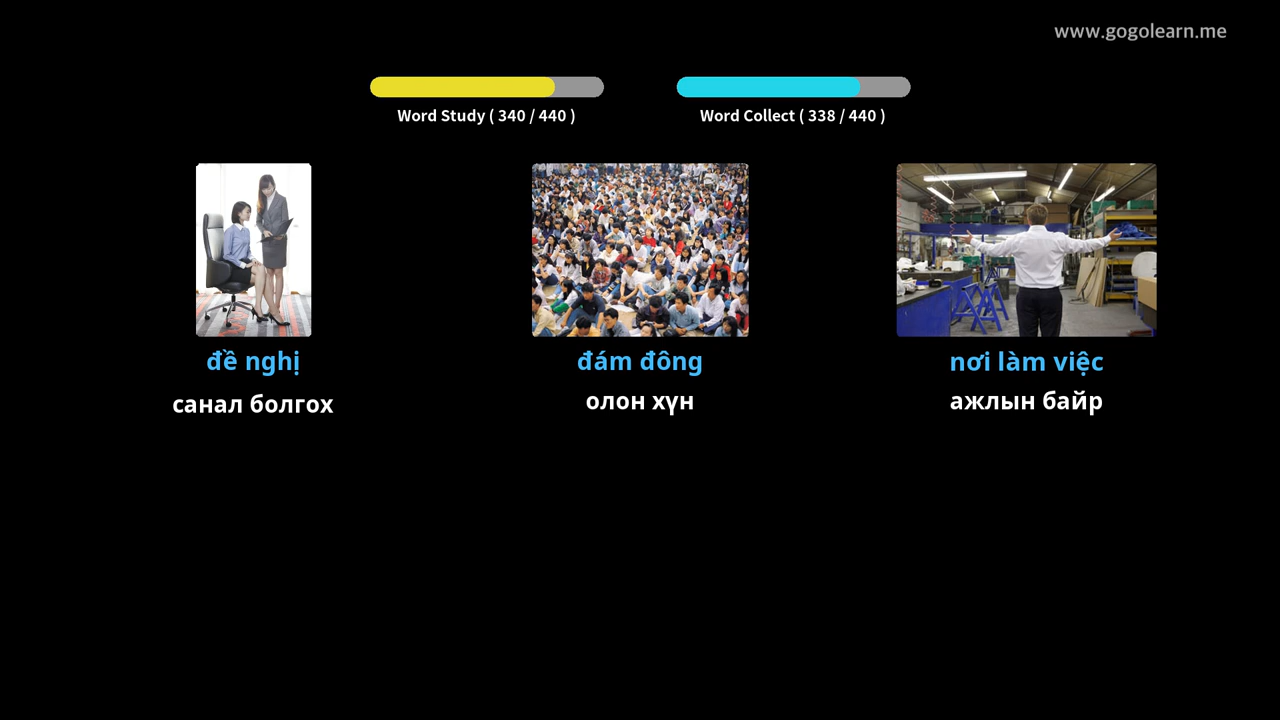 www.gogolearn.me
Word Study ( 340 / 440 )
Word Collect ( 338 / 440 )
đề nghị
đám đông
nơi làm việc
санал болгох
олон хүн
ажлын байр